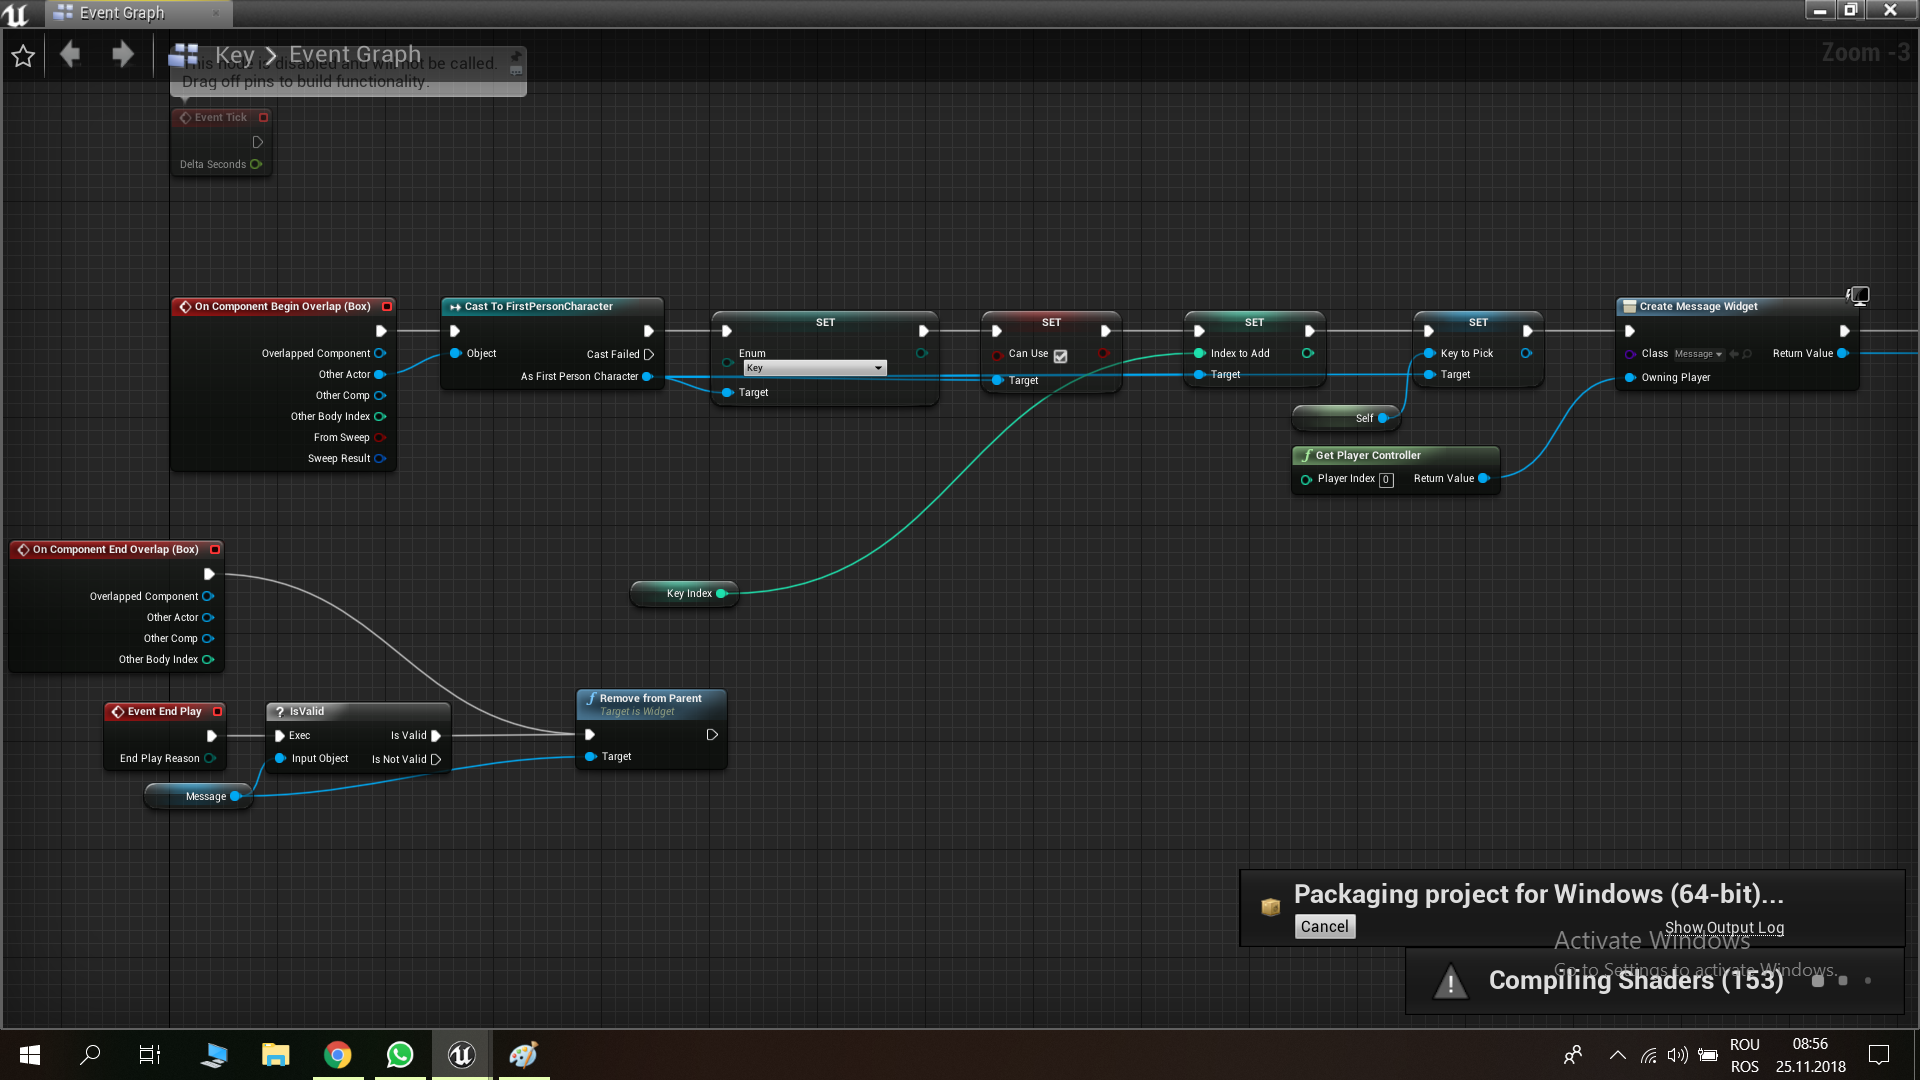 Event Graph
Key > Event Graph
Zoom -3
This node is disabled and will not be called.
Drag off pins to build functionality.
Event Tick
Delta Seconds
On Component Begin Overlap (Box)
Overlapped Component
Other Actor
Other Comp
Other Body Index
From Sweep
Sweep Result
Cast To FirstPersonCharacter
Object
Cast Failed
As First Person Character
SET
Enum
Key
Target
SET
Can Use
Target
SET
Index to Add
Target
SET
Key to Pick
Target
Create Message Widget
Class Message
Return Value
Owning Player
Self
Get Player Controller
Player Index 0
Return Value
On Component End Overlap (Box)
Overlapped Component
Other Actor
Other Comp
Other Body Index
Key Index
Event End Play
End Play Reason
? IsValid
Exec
Is Valid
Input Object
Is Not Valid
Message
Remove from Parent
Target is Widget
Target
Packaging project for Windows (64-bit)...
Cancel
Show Output Log
Activate Windows
Go to Settings to activate Windows.
Compiling Shaders (153)
ROU
ROS
08:56
25.11.2018